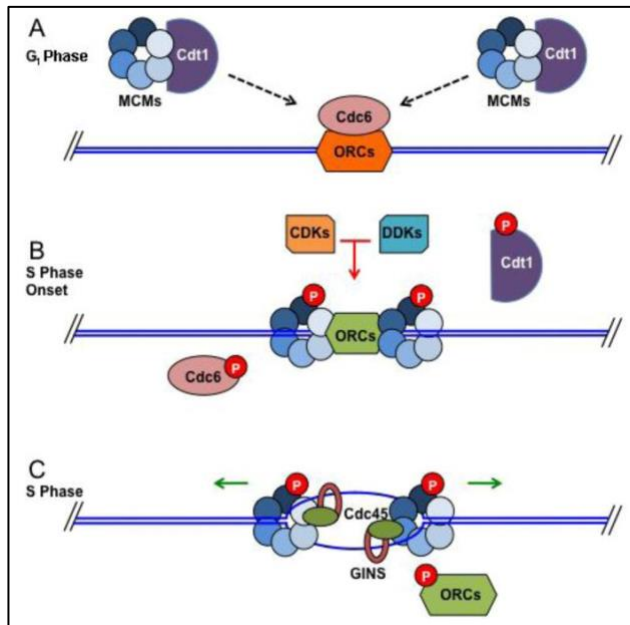 A
G₁ Phase
Cdt1
MCMs
Cdt1
MCMs
Cdc6
ORCs
B
S Phase
Onset
CDKs
DDKs
P
Cdt1
P
P
ORCs
Cdc6
P
C
S Phase
P
P
Cdc45
GINS
P
ORCs